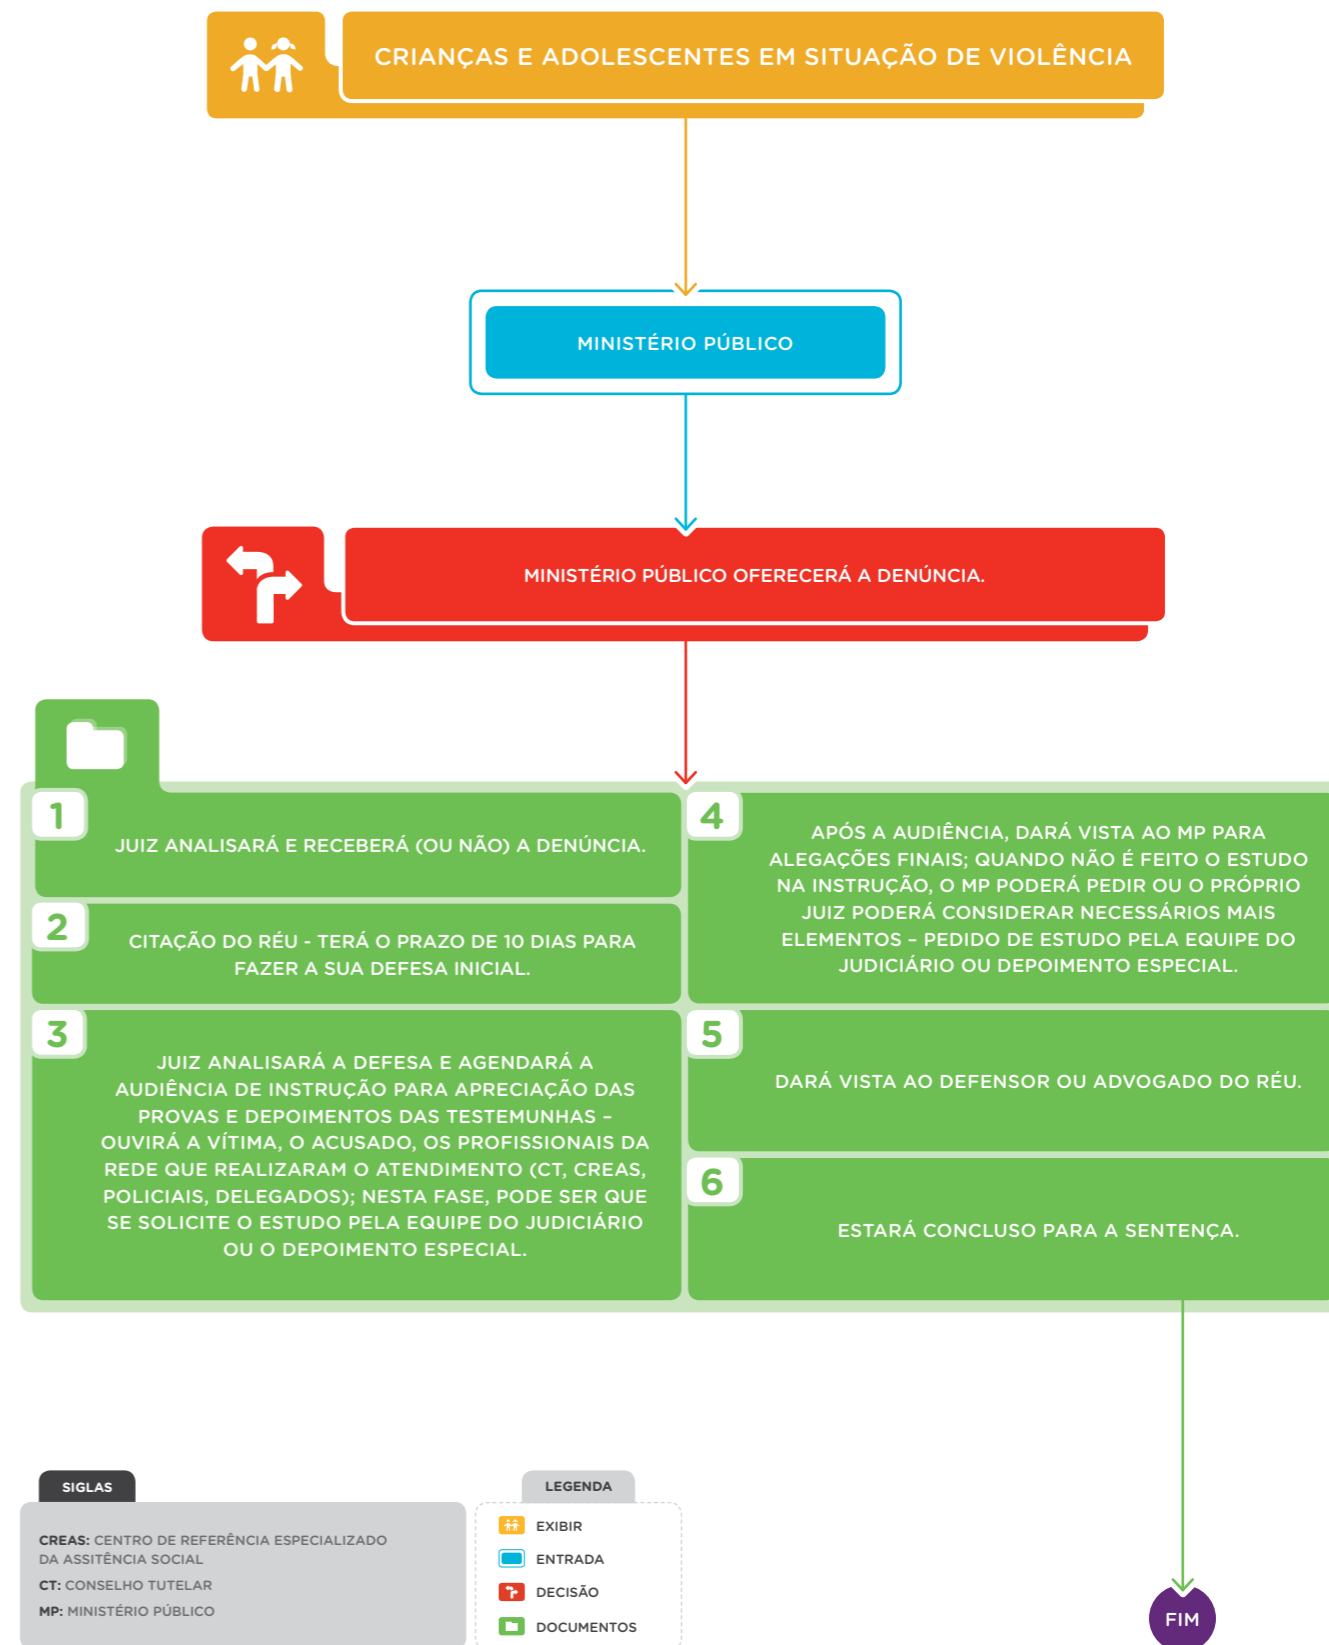 CRIANÇAS E ADOLESCENTES EM SITUAÇÃO DE VIOLÊNCIA
MINISTÉRIO PÚBLICO
MINISTÉRIO PÚBLICO OFERECERÁ A DENÚNCIA.
1
JUIZ ANALISARÁ E RECEBERÁ (OU NÃO) A DENÚNCIA.
2
CITAÇÃO DO RÉU - TERÁ O PRAZO DE 10 DIAS PARA
FAZER A SUA DEFESA INICIAL.
3
JUIZ ANALISARÁ A DEFESA E AGENDARÁ A
AUDIÊNCIA DE INSTRUÇÃO PARA APRECIAÇÃO DAS
PROVAS E DEPOIMENTOS DAS TESTEMUNHAS –
OUVIRÁ A VÍTIMA, O ACUSADO, OS PROFISSIONAIS DA
REDE QUE REALIZARAM O ATENDIMENTO (CT, CREAS,
POLICIAIS, DELEGADOS); NESTA FASE, PODE SER QUE
SE SOLICITE O ESTUDO PELA EQUIPE DO JUDICIÁRIO
OU O DEPOIMENTO ESPECIAL.
4
APÓS A AUDIÊNCIA, DARÁ VISTA AO MP PARA
ALEGAÇÕES FINAIS; QUANDO NÃO É FEITO O ESTUDO
NA INSTRUÇÃO, O MP PODERÁ PEDIR OU O PRÓPRIO
JUIZ PODERÁ CONSIDERAR NECESSÁRIOS MAIS
ELEMENTOS – PEDIDO DE ESTUDO PELA EQUIPE DO
JUDICIÁRIO OU DEPOIMENTO ESPECIAL.
5
DARÁ VISTA AO DEFENSOR OU ADVOGADO DO RÉU.
6
ESTARÁ CONCLUSO PARA A SENTENÇA.
SIGLAS
CREAS: CENTRO DE REFERÊNCIA ESPECIALIZADO
DA ASSITÊNCIA SOCIAL
CT: CONSELHO TUTELAR
MP: MINISTÉRIO PÚBLICO
LEGENDA
EXIBIR
ENTRADA
DECISÃO
DOCUMENTOS
FIM